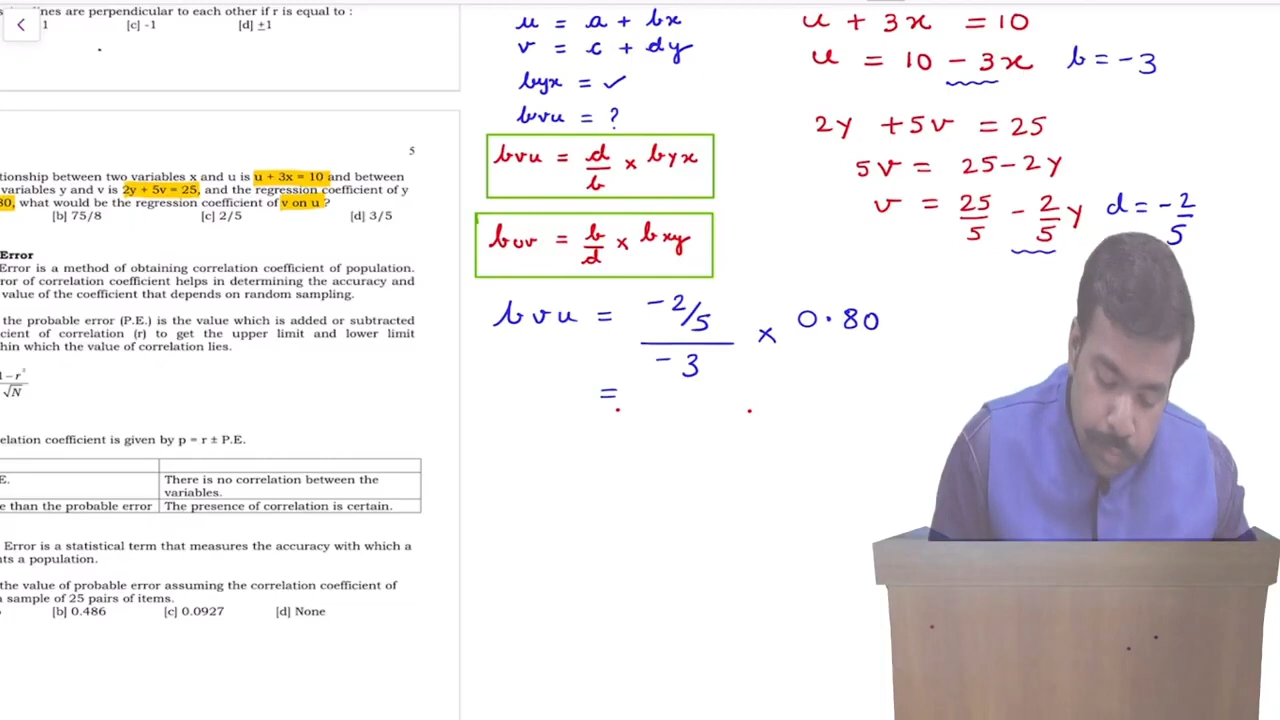 nes are perpendicular to each other if r is equal to :
1 [c] -1 [d] ±1
5
tionship between two variables x and u is u + 3x = 10 and between
variables y and v is 2y + 5v = 25, and the regression coefficient of y
80, what would be the regression coefficient of v on u ?
[b] 75/8 [c] 2/5 [d] 3/5
Error
Error is a method of obtaining correlation coefficient of population.
ror of correlation coefficient helps in determining the accuracy and
value of the coefficient that depends on random sampling.
the probable error (P.E.) is the value which is added or subtracted
cient of correlation (r) to get the upper limit and lower limit
hin which the value of correlation lies.
1 − r²
√N
elation coefficient is given by p = r ± P.E.
E. There is no correlation between the
variables.
e than the probable error The presence of correlation is certain.
Error is a statistical term that measures the accuracy with which a
nts a population.
the value of probable error assuming the correlation coefficient of
a sample of 25 pairs of items.
[b] 0.486 [c] 0.0927 [d] None
u = a + bx
v = c + dy
byx = ✓
bvu = ?
bvu = d/b × byx
buv = b/d × bxy
bvu = -2/5 / -3 × 0.80
=
u + 3x = 10
u = 10 - 3x b = -3
2y + 5v = 25
5v = 25 - 2y
v = 25/5 - 2/5 y d = -2/5